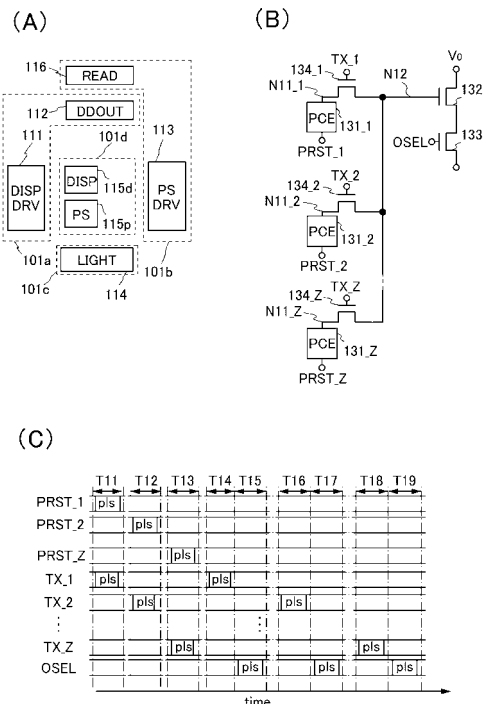 (A)
116
READ
112
DDOUT
111
101d
113
DISP DRV
DISP
115d
PS
115p
PS DRV
101a
LIGHT
101b
101c
114
(B)
TX_1
134_1
N11_1
PCE
131_1
PRST_1
N12
V0
132
OSEL
133
TX_2
134_2
N11_2
PCE
131_2
PRST_2
TX_Z
134_Z
N11_Z
PCE
131_Z
PRST_Z
(C)
T11 T12 T13 T14 T15 T16 T17 T18 T19
PRST_1 pls
PRST_2 pls
PRST_Z pls
TX_1 pls pls
TX_2 pls pls
⋮ ⋮
TX_Z pls pls
OSEL pls pls pls
time